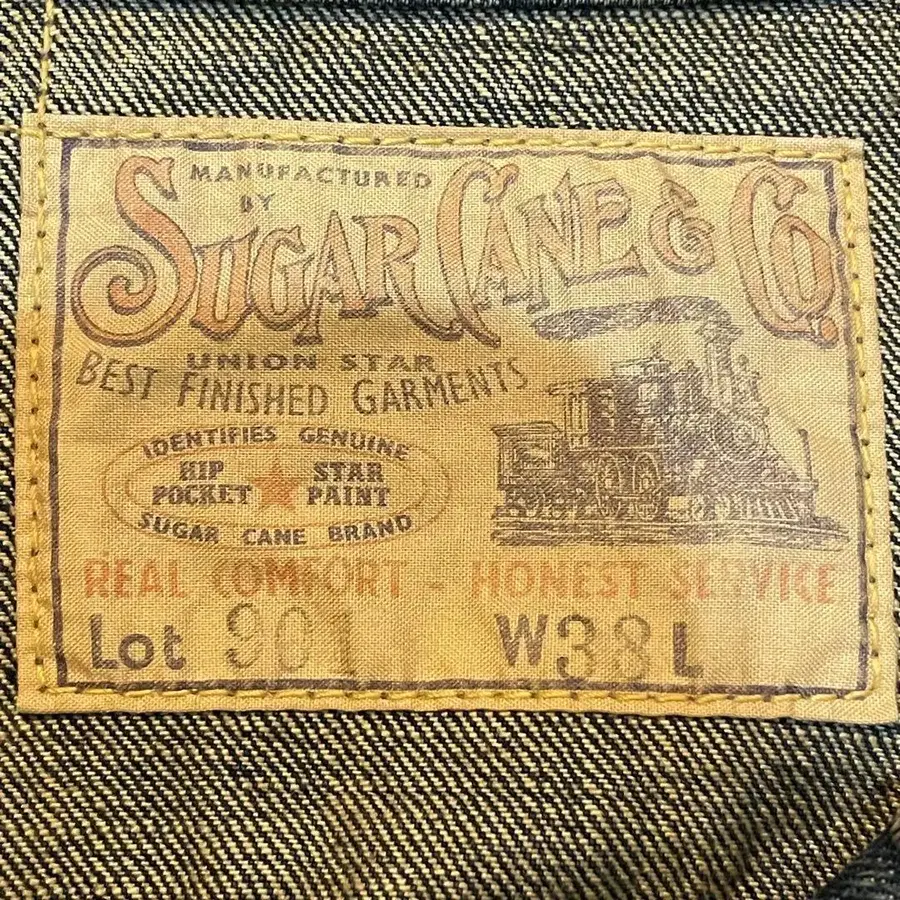 MANUFACTURED
BY
SUGAR CANE & Co.
UNION STAR
BEST FINISHED GARMENTS
IDENTIFIES GENUINE
HIP STAR
POCKET PAINT
SUGAR CANE BRAND
REAL COMFORT - HONEST SERVICE
Lot 901 W38 L